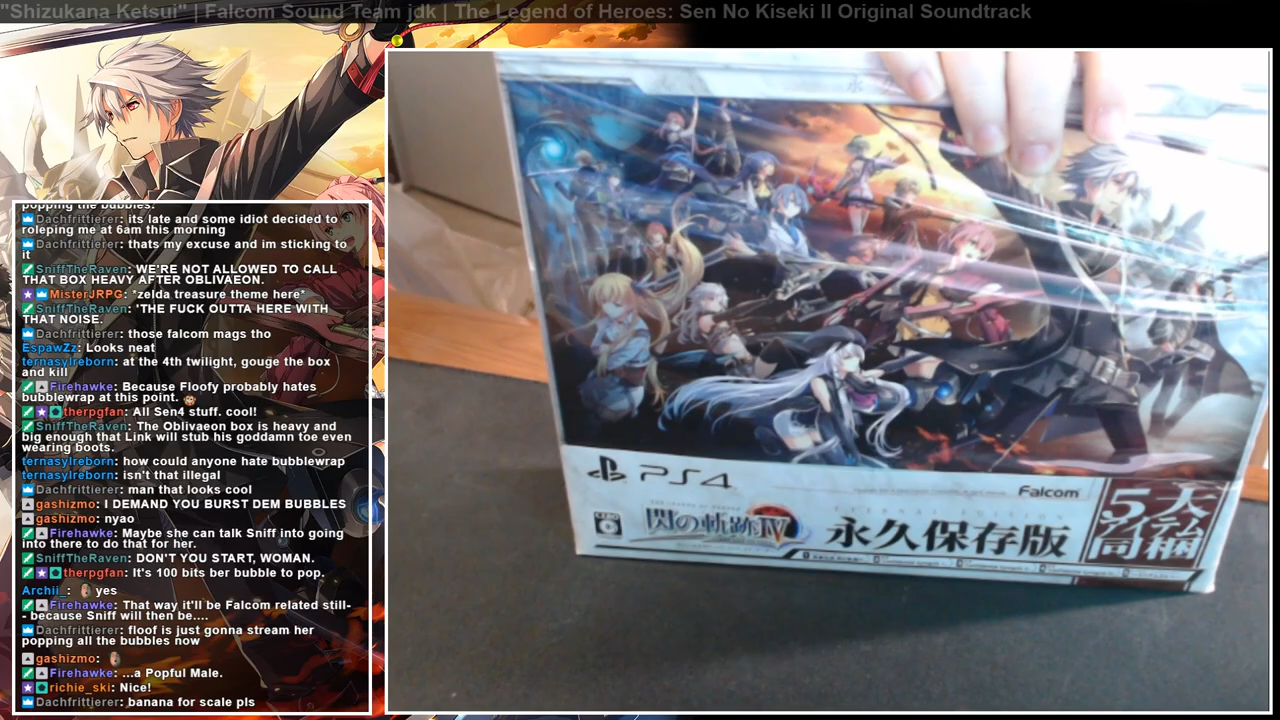 "Shizukana Ketsui" | Falcom Sound Team jdk | The Legend of Heroes: Sen No Kiseki II Original Soundtrack
popping the bubbles!
Dachfrittierer: its late and some idiot decided to
roleping me at 6am this morning
Dachfrittierer: thats my excuse and im sticking to
it
SniffTheRaven: WE'RE NOT ALLOWED TO CALL
THAT BOX HEAVY AFTER OBLIVAEON.
MisterJRPG: *zelda treasure theme here*
SniffTheRaven: *THE FUCK OUTTA HERE WITH
THAT NOISE.
Dachfrittierer: those falcom mags tho
EspawZz: Looks neat
ternasylreborn: at the 4th twilight, gouge the box
and kill
Firehawke: Because Floofy probably hates
bubblewrap at this point.
therpgfan: All Sen4 stuff. cool!
SniffTheRaven: The Oblivaeon box is heavy and
big enough that Link will stub his goddamn toe even
wearing boots.
ternasylreborn: how could anyone hate bubblewrap
ternasylreborn: isn't that illegal
Dachfrittierer: man that looks cool
gashizmo: I DEMAND YOU BURST DEM BUBBLES
gashizmo: nyao
Firehawke: Maybe she can talk Sniff into going
into there to do that for her.
SniffTheRaven: DON'T YOU START, WOMAN.
therpgfan: It's 100 bits ber bubble to pop.
Archii_: yes
Firehawke: That way it'll be Falcom related still-
- because Sniff will then be....
Dachfrittierer: floof is just gonna stream her
popping all the bubbles now
gashizmo:
Firehawke: ...a Popful Male.
richie_ski: Nice!
Dachfrittierer: banana for scale pls
PS4
Falcom
閃の軌跡IV
永久保存版
5大
アイテム
同梱
CERO
C